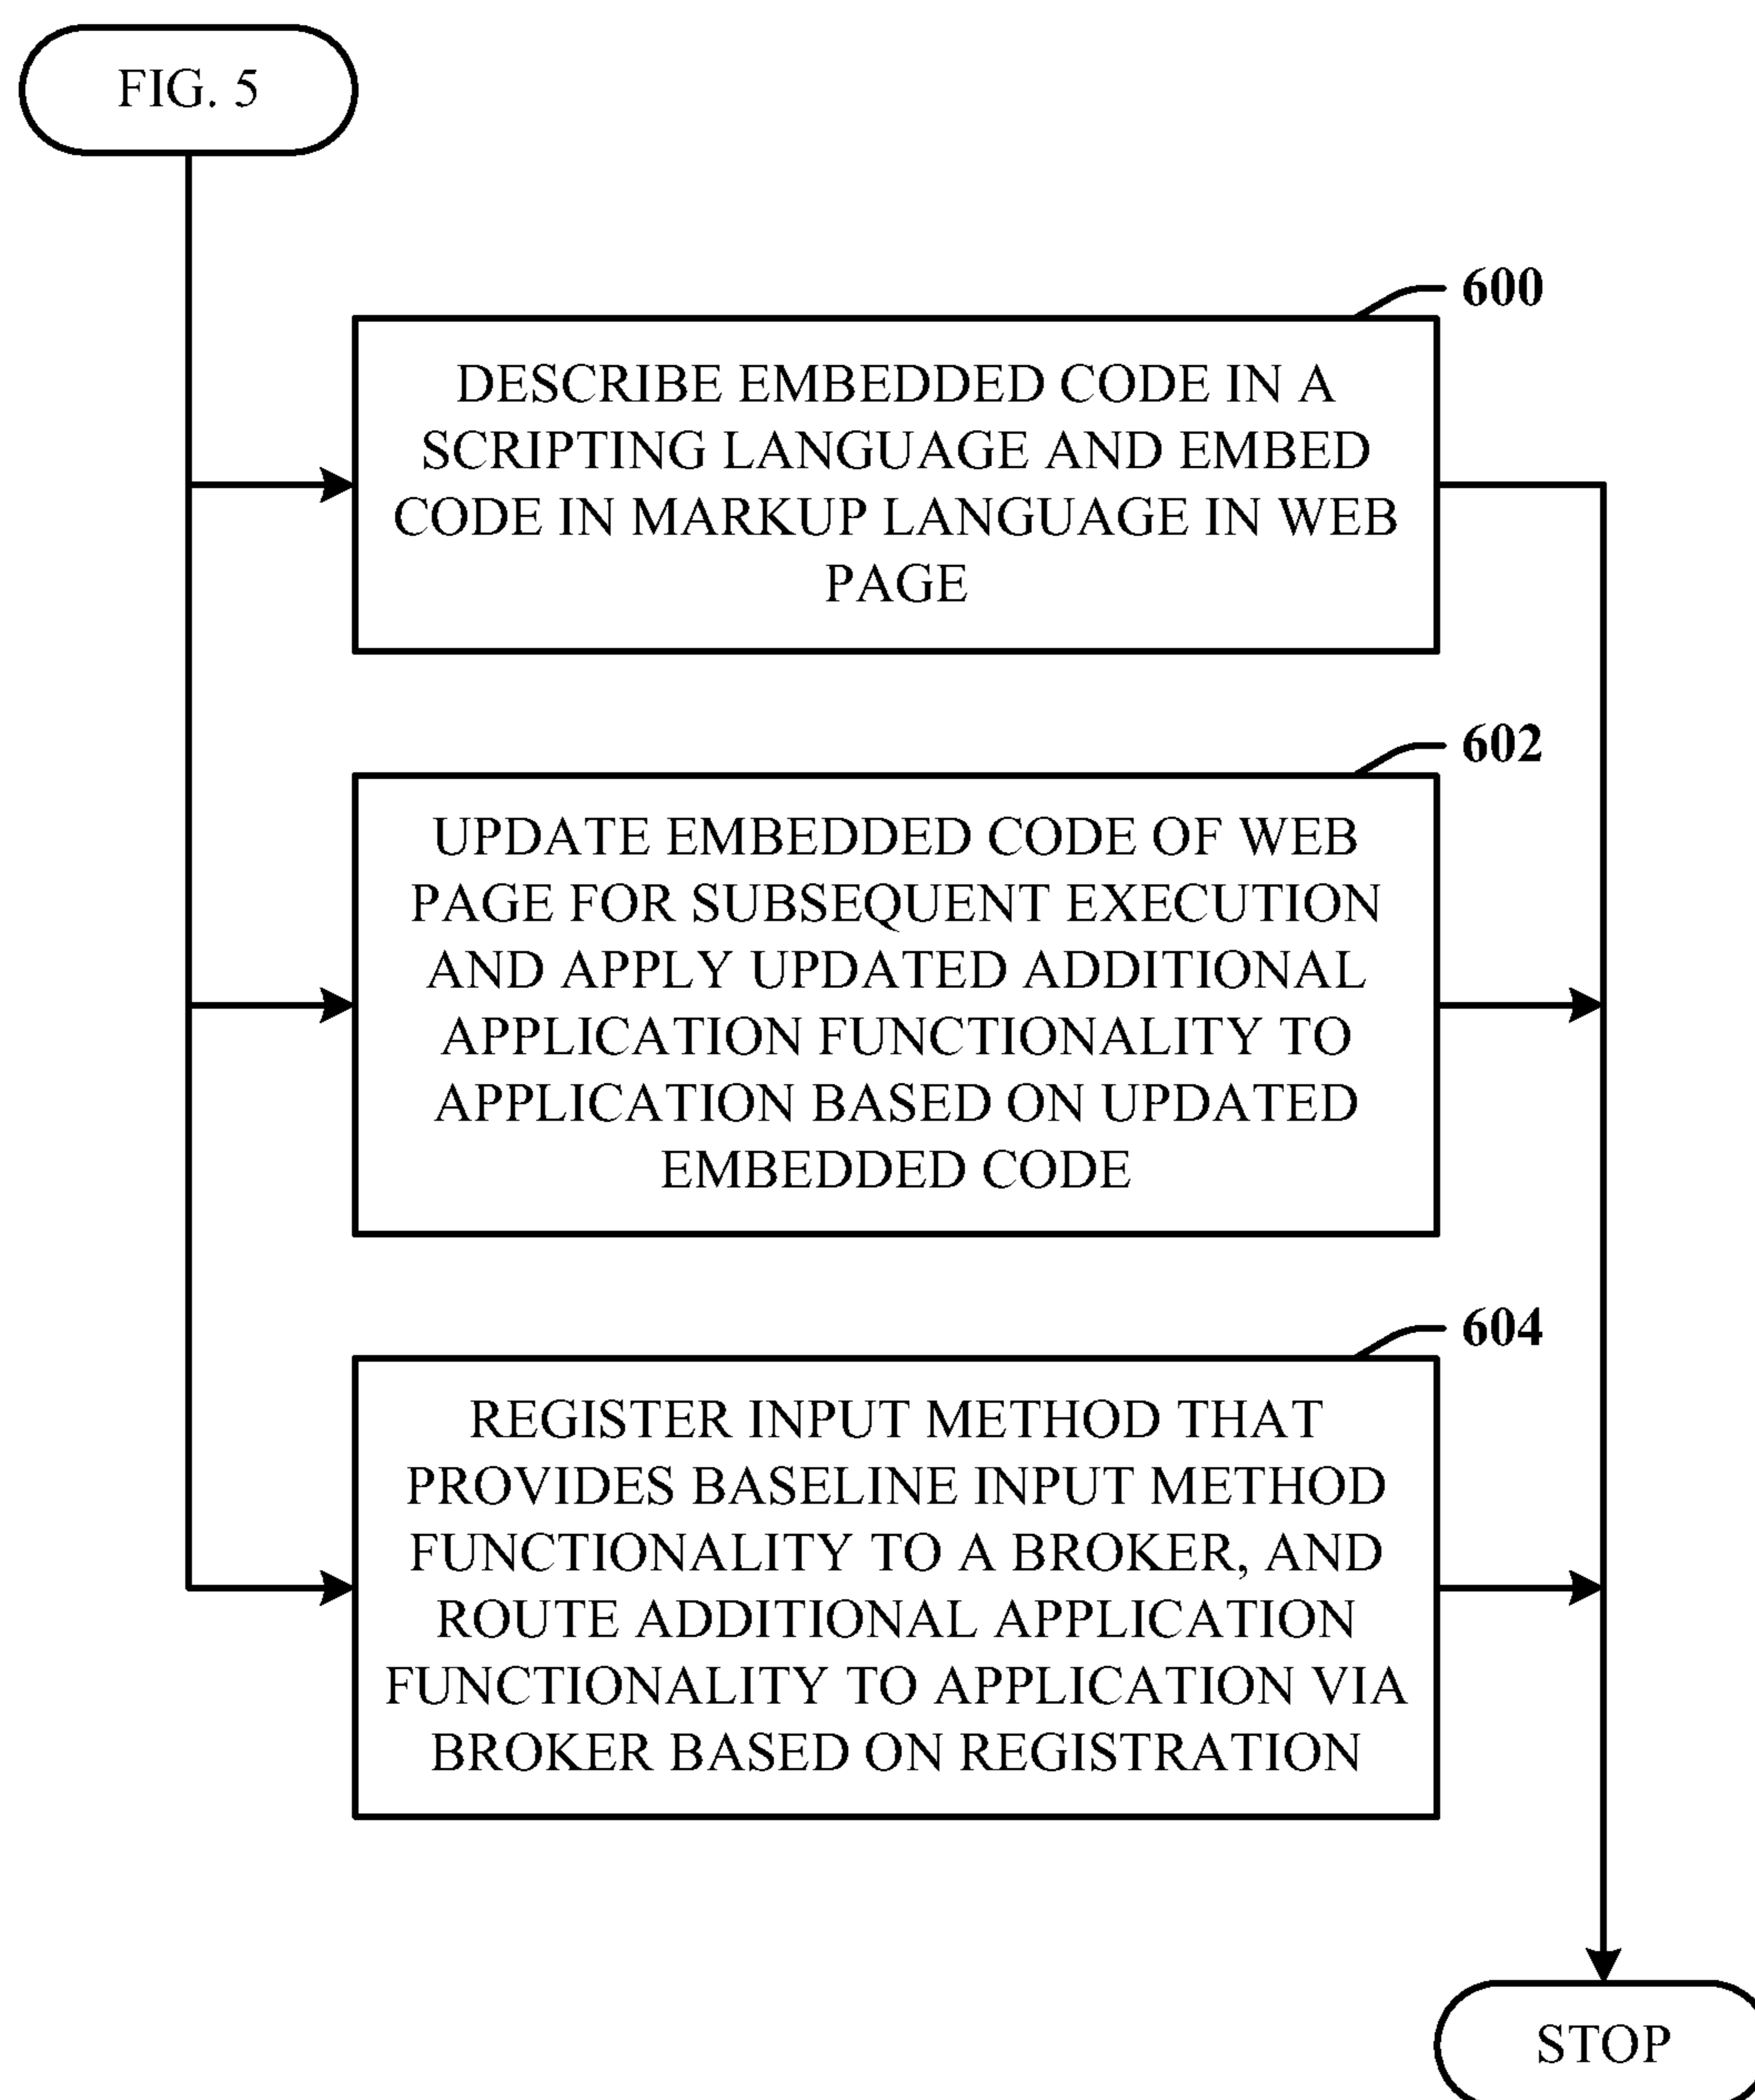 FIG. 5
600
DESCRIBE EMBEDDED CODE IN A
SCRIPTING LANGUAGE AND EMBED
CODE IN MARKUP LANGUAGE IN WEB
PAGE
602
UPDATE EMBEDDED CODE OF WEB
PAGE FOR SUBSEQUENT EXECUTION
AND APPLY UPDATED ADDITIONAL
APPLICATION FUNCTIONALITY TO
APPLICATION BASED ON UPDATED
EMBEDDED CODE
604
REGISTER INPUT METHOD THAT
PROVIDES BASELINE INPUT METHOD
FUNCTIONALITY TO A BROKER, AND
ROUTE ADDITIONAL APPLICATION
FUNCTIONALITY TO APPLICATION VIA
BROKER BASED ON REGISTRATION
STOP